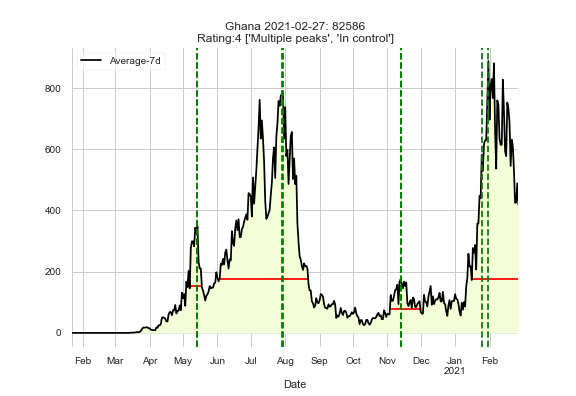 Ghana 2021-02-27: 82586
Rating:4 ['Multiple peaks', 'In control']
Average-7d
800
600
400
200
0
Feb Mar Apr May Jun Jul Aug Sep Oct Nov Dec Jan Feb
2021
Date